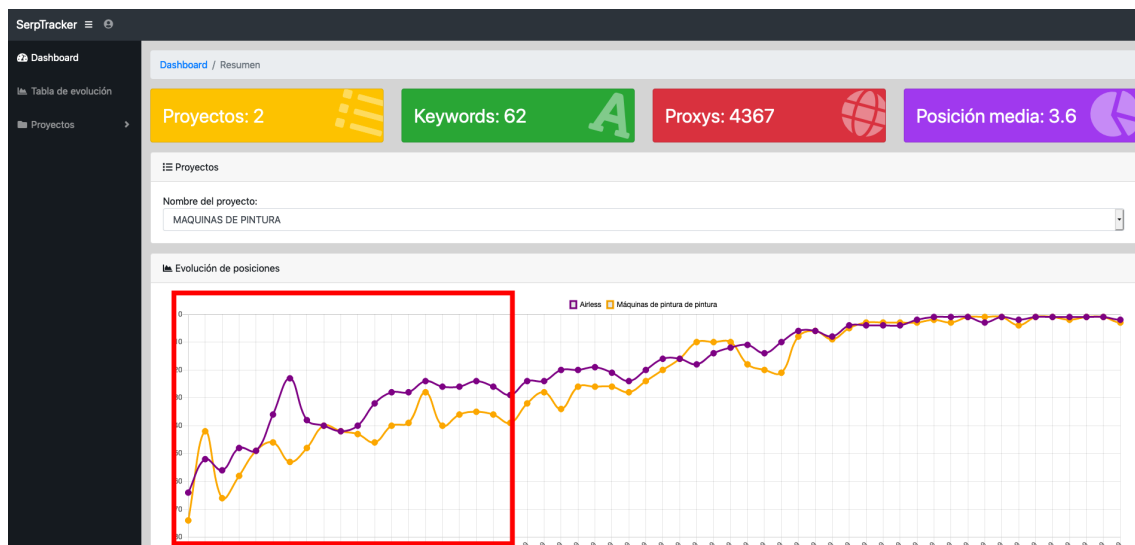 SerpTracker
Dashboard
Tabla de evolución
Proyectos
Dashboard / Resumen
Proyectos: 2
Keywords: 62
Proxys: 4367
Posición media: 3.6
Proyectos
Nombre del proyecto:
MAQUINAS DE PINTURA
Evolución de posiciones
Airless
Máquinas de pintura de pintura
0